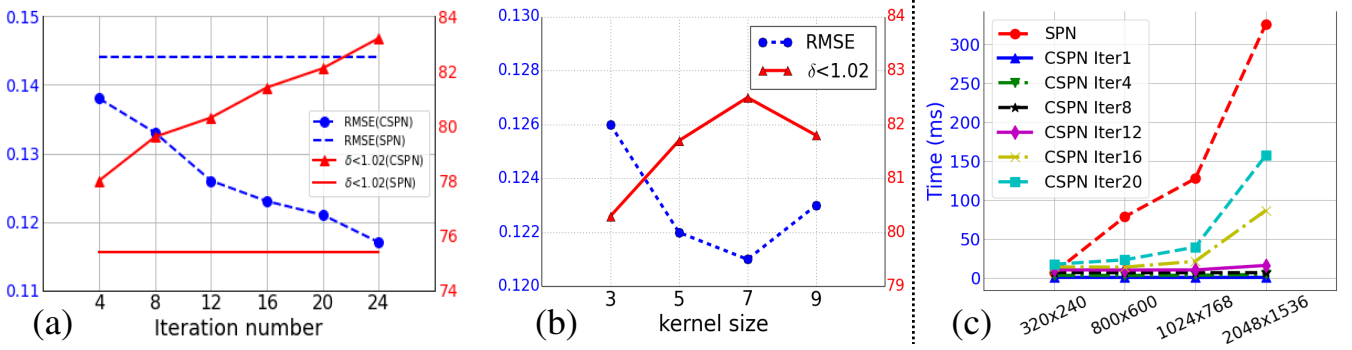 0.15
0.14
0.13
0.12
0.11
84
82
80
78
76
74
RMSE(CSPN)
RMSE(SPN)
δ<1.02(CSPN)
δ<1.02(SPN)
4 8 12 16 20 24
Iteration number
(a)
0.130
0.128
0.126
0.124
0.122
0.120
84
83
82
81
80
79
RMSE
δ<1.02
3 5 7 9
kernel size
(b)
Time (ms)
300
250
200
150
100
50
0
SPN
CSPN Iter1
CSPN Iter4
CSPN Iter8
CSPN Iter12
CSPN Iter16
CSPN Iter20
320x240
800x600
1024x768
2048x1536
(c)